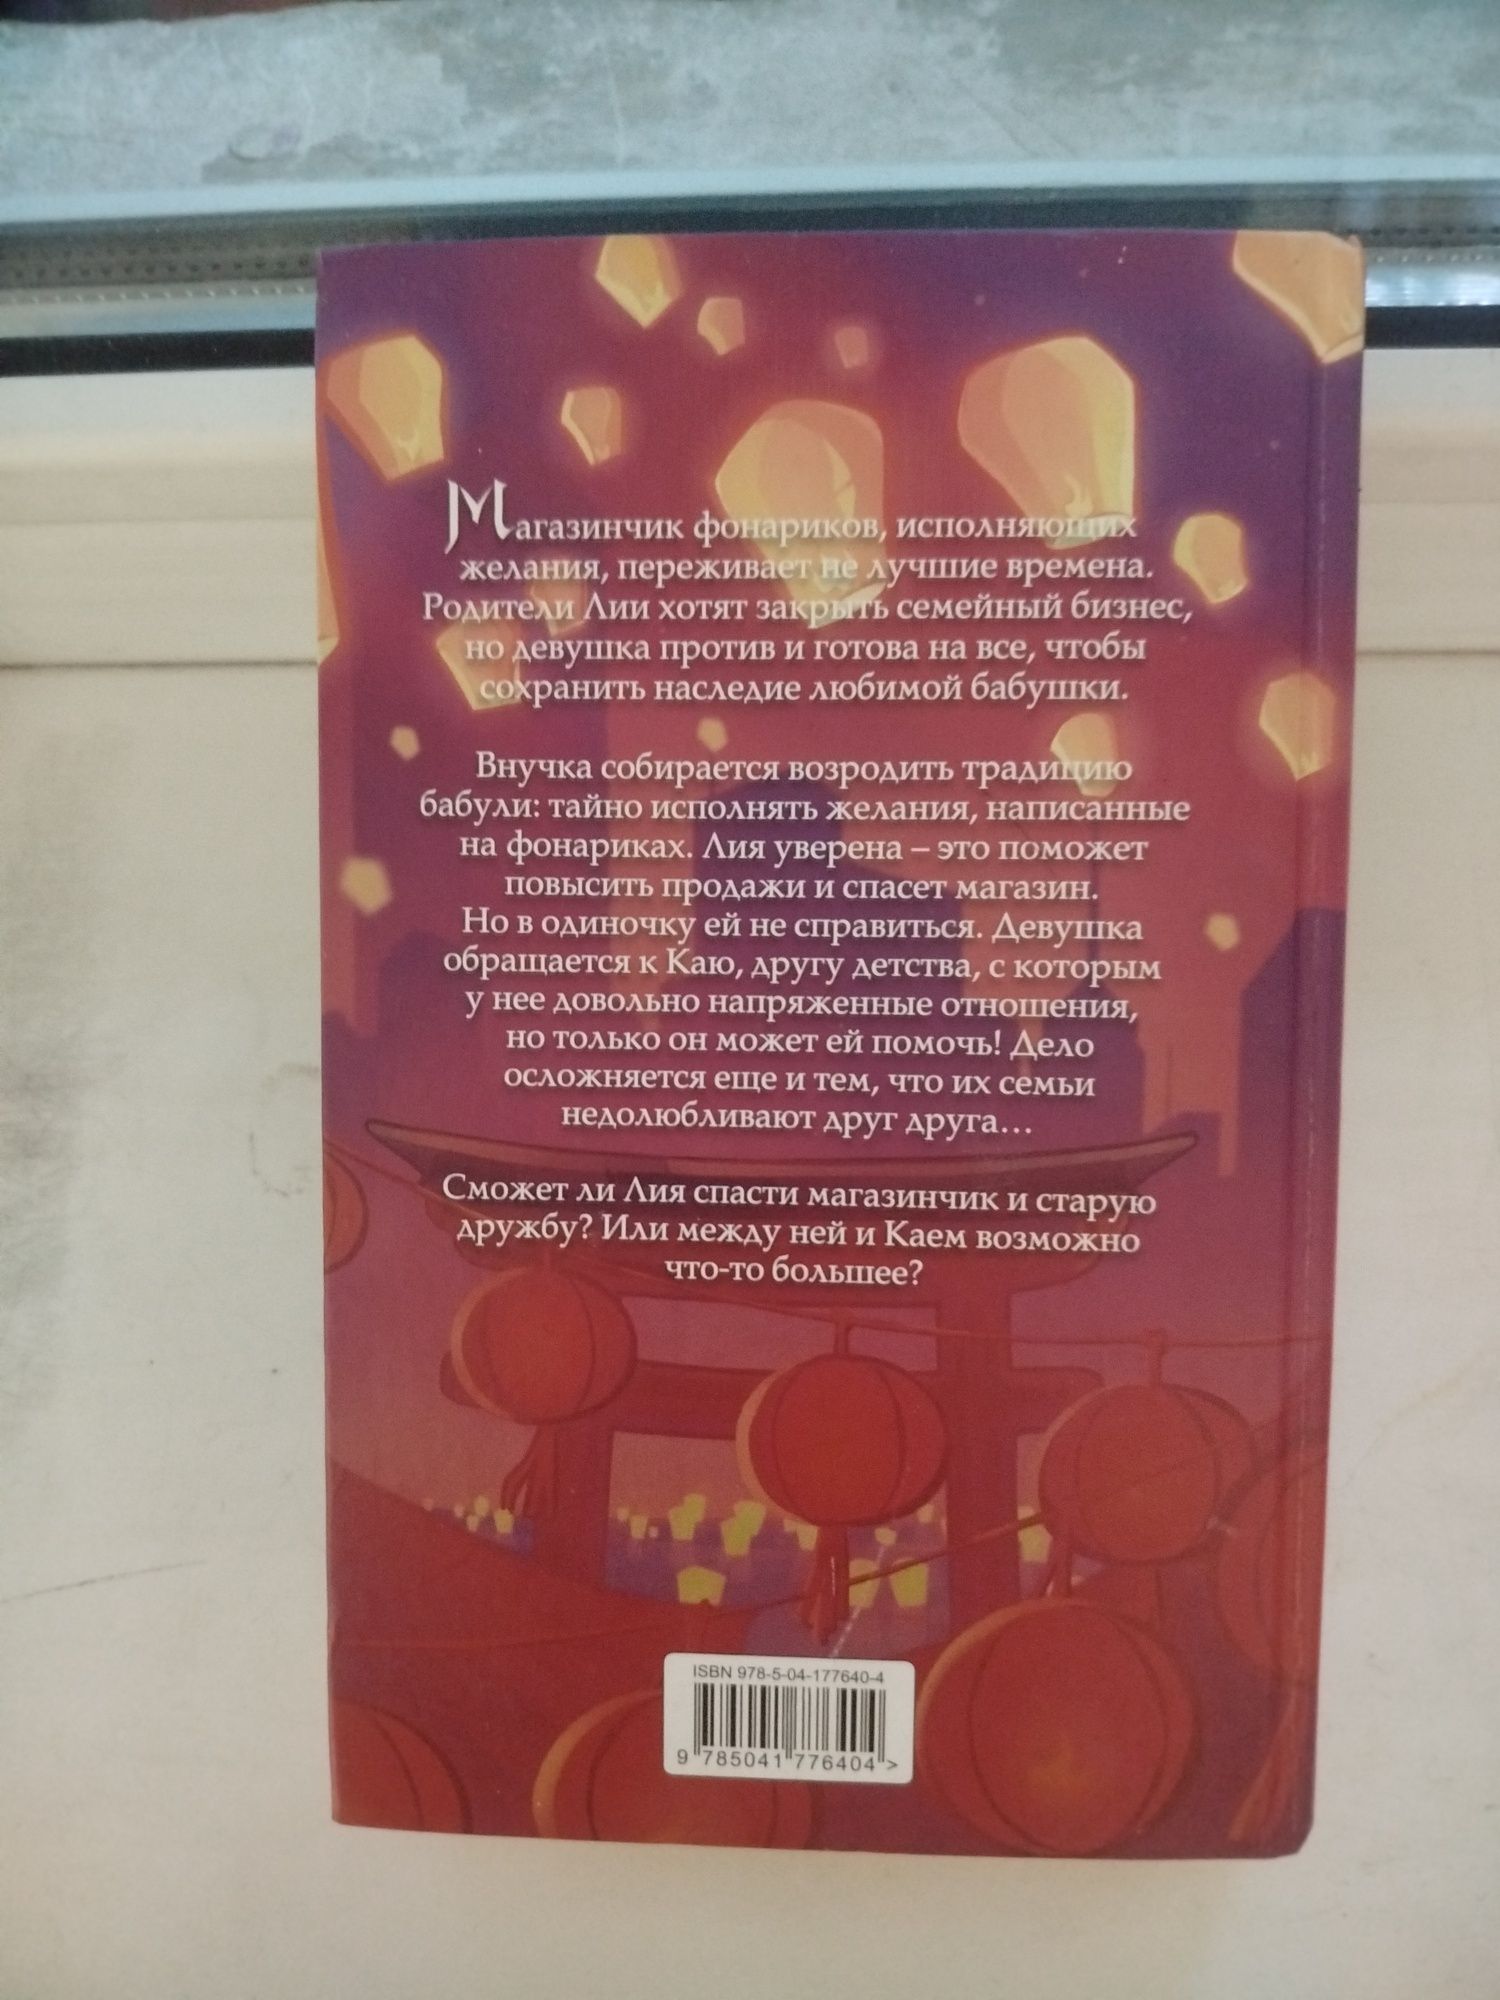 Магазинчик фонариков, исполняющих
желания, переживает не лучшие времена.
Родители Лии хотят закрыть семейный бизнес,
но девушка против и готова на все, чтобы
сохранить наследие любимой бабушки.
Внучка собирается возродить традицию
бабули: тайно исполнять желания, написанные
на фонариках. Лия уверена – это поможет
повысить продажи и спасет магазин.
Но в одиночку ей не справиться. Девушка
обращается к Каю, другу детства, с которым
у нее довольно напряженные отношения,
но только он может ей помочь! Дело
осложняется еще и тем, что их семьи
недолюбливают друг друга...
Сможет ли Лия спасти магазинчик и старую
дружбу? Или между ней и Каем возможно
что-то большее?
ISBN 978-5-04-177640-4
9 785041 776404 >